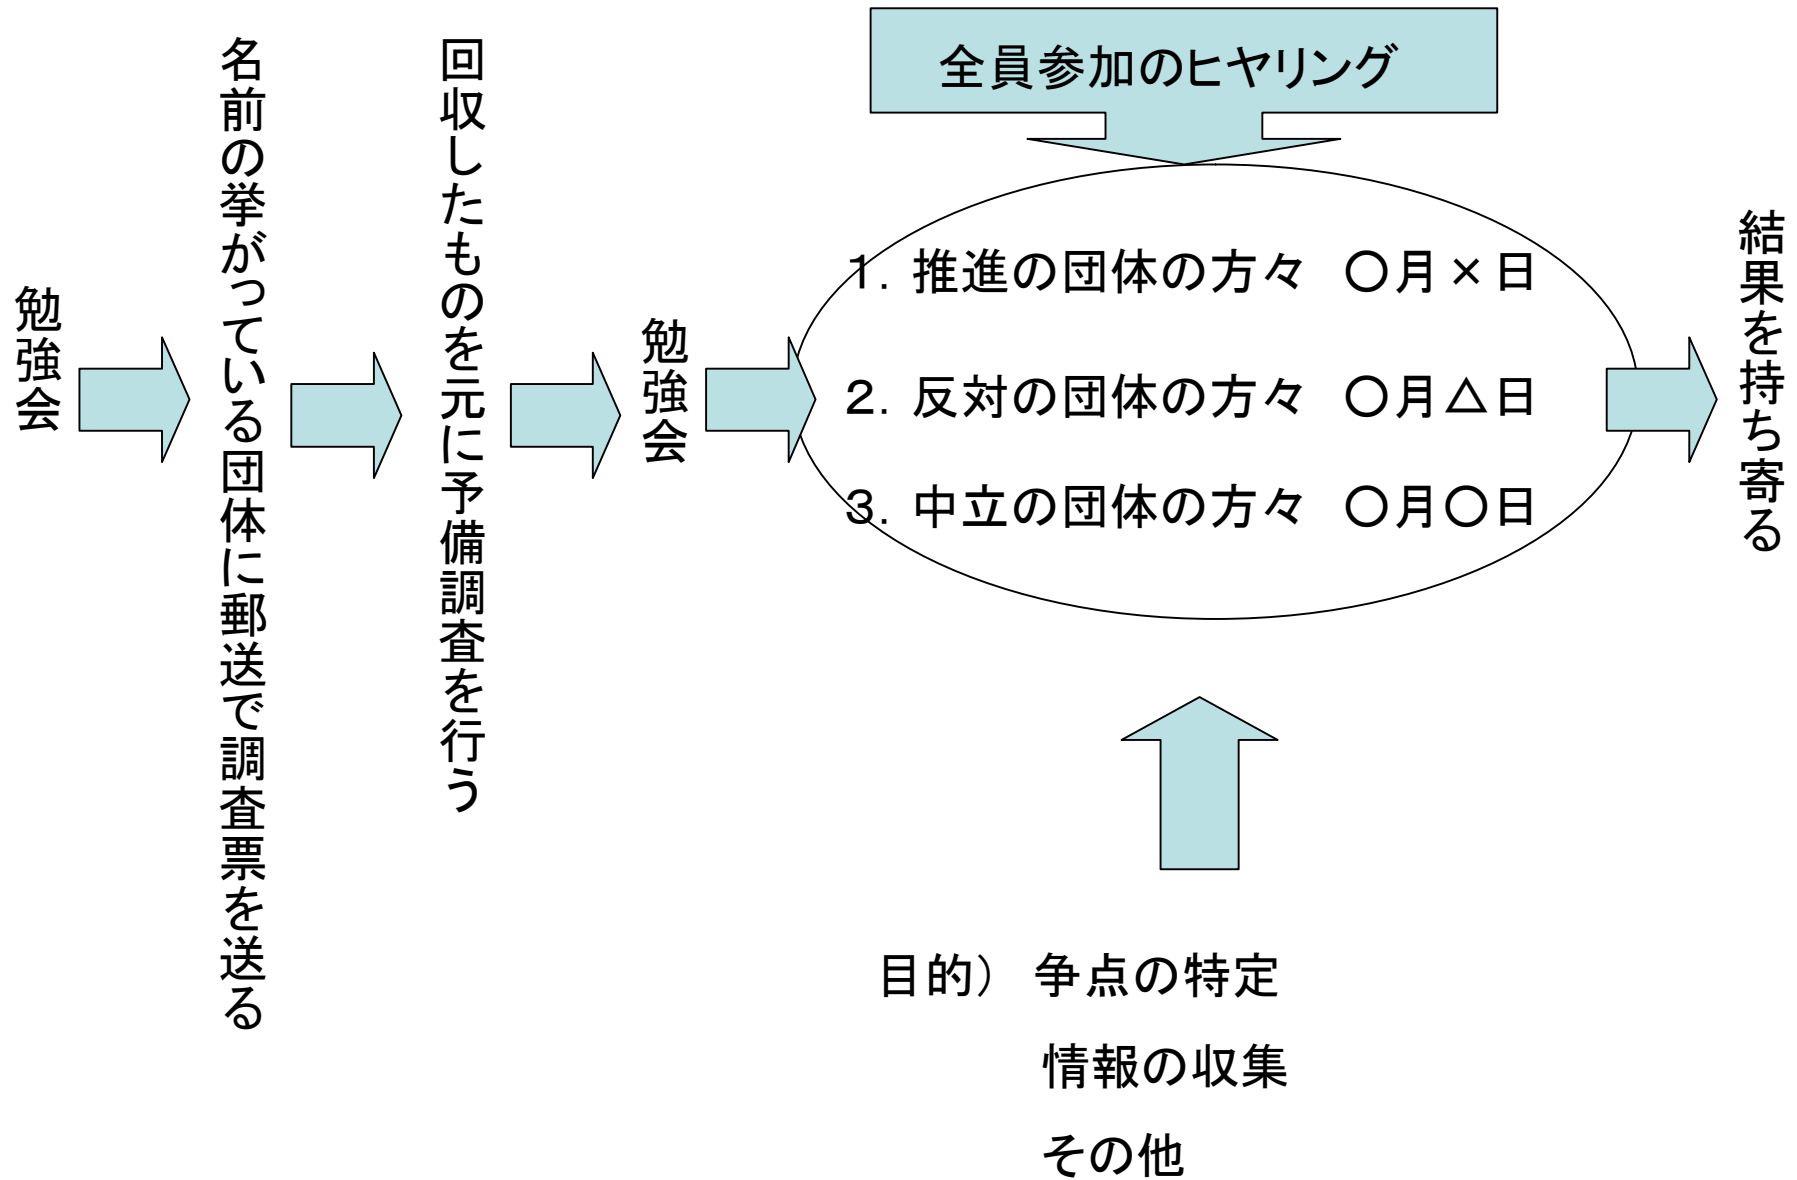 勉強会
名前の挙がっている団体に郵送で調査票を送る
回収したものを元に予備調査を行う
勉強会
全員参加のヒヤリング
1. 推進の団体の方々　〇月×日
2. 反対の団体の方々　〇月△日
3. 中立の団体の方々　〇月〇日
結果を持ち寄る
目的） 争点の特定
情報の収集
その他